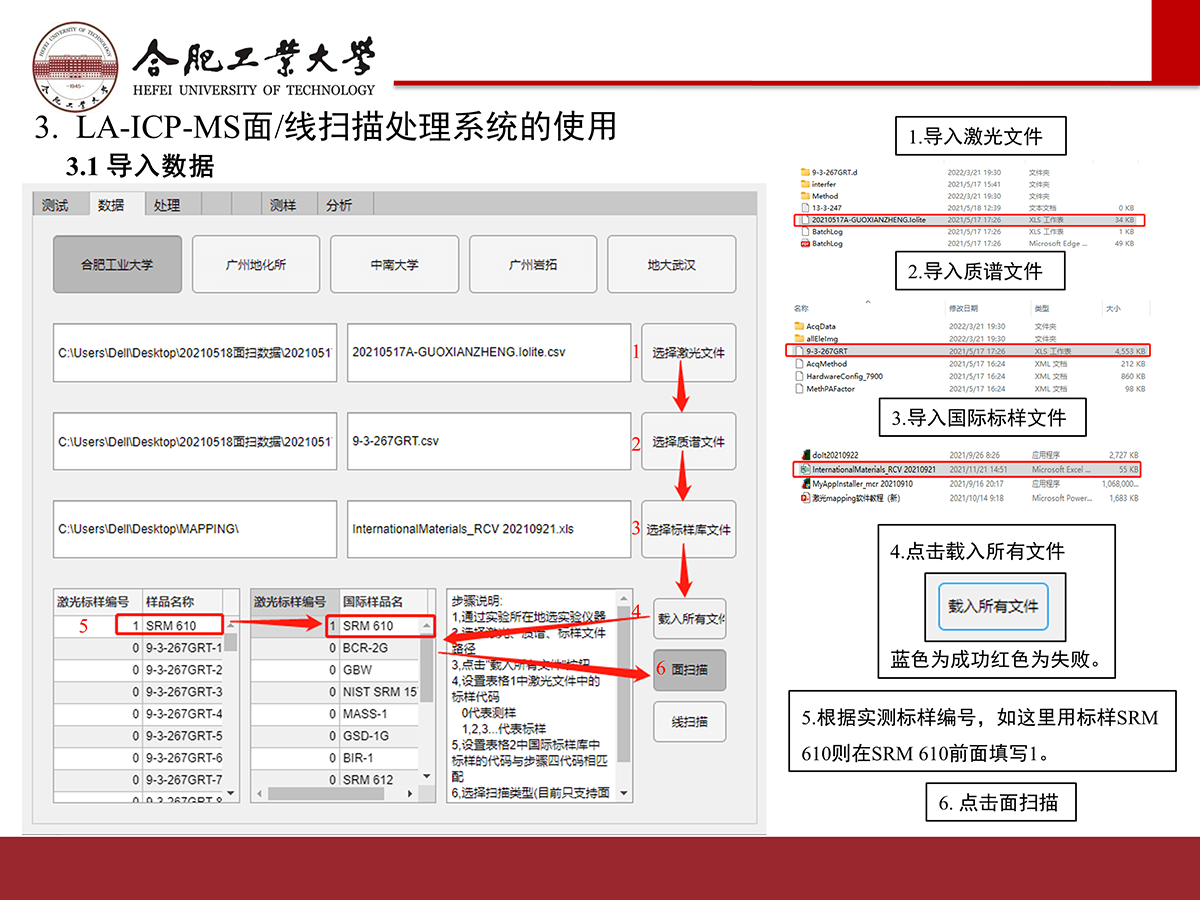 HEFEI UNIVERSITY OF TECHNOLOGY
1945
合肥工业大学
合肥工業大学
HEFEI UNIVERSITY OF TECHNOLOGY
3. LA-ICP-MS面/线扫描处理系统的使用
3.1 导入数据
测试 数据 处理 测样 分析
合肥工业大学 广州地化所 中南大学 广州岩拓 地大武汉
C:\Users\Dell\Desktop\20210518面扫数据\2021051 20210517A-GUOXIANZHENG.Iolite.csv 1 选择激光文件
C:\Users\Dell\Desktop\20210518面扫数据\2021051 9-3-267GRT.csv 2 选择质谱文件
C:\Users\Dell\Desktop\MAPPING\ InternationalMaterials_RCV 20210921.xls 3 选择标样库文件
激光标样编号 样品名称
5 1 SRM 610
0 9-3-267GRT-1
0 9-3-267GRT-2
0 9-3-267GRT-3
0 9-3-267GRT-4
0 9-3-267GRT-5
0 9-3-267GRT-6
0 9-3-267GRT-7
0 9-3-267GRT-8
激光标样编号 国际样品名
1 SRM 610
0 BCR-2G
0 GBW
0 NIST SRM 15
0 MASS-1
0 GSD-1G
0 BIR-1
0 SRM 612
步骤说明:
1,通过实验所在地选实验仪器
2,选择激光、质谱、标样文件
路径
3,点击"载入所有文件"按钮
4,设置表格1中激光文件中的
标样代码
0代表测样
1,2,3...代表标样
5,设置表格2中国际标样库中
标样的代码与步骤四代码相匹
配
6,选择扫描类型(目前只支持面
4 载入所有文件
6 面扫描
线扫描
1.导入激光文件
9-3-267GRT.d 2022/3/21 19:30 文件夹
interfer 2021/5/17 15:41 文件夹
Method 2022/3/21 19:30 文件夹
13-3-247 2021/5/18 12:39 文本文档 0 KB
20210517A-GUOXIANZHENG.Iolite 2021/5/17 17:26 XLS 工作表 34 KB
BatchLog 2021/5/17 17:26 XLS 工作表 1 KB
BatchLog 2021/5/17 17:26 Microsoft Edge ... 49 KB
2.导入质谱文件
名称 修改日期 类型 大小
AcqData 2022/3/21 19:30 文件夹
allEleImg 2022/3/21 19:30 文件夹
9-3-267GRT 2021/5/17 17:26 XLS 工作表 4,553 KB
AcqMethod 2021/5/17 16:24 XML 文档 212 KB
HardwareConfig_7900 2021/5/17 16:24 XML 文档 860 KB
MethPAFactor 2021/5/17 16:24 XML 文档 98 KB
3.导入国际标样文件
doIt20210922 2021/9/26 8:26 应用程序 2,727 KB
InternationalMaterials_RCV 20210921 2021/11/21 14:51 Microsoft Excel ... 55 KB
MyAppInstaller_mcr 20210910 2021/9/16 20:17 应用程序 1,068,000...
激光mapping软件教程（新） 2021/10/14 9:18 Microsoft Power... 1,683 KB
4.点击载入所有文件
载入所有文件
蓝色为成功红色为失败。
5.根据实测标样编号，如这里用标样SRM
610则在SRM 610前面填写1。
6. 点击面扫描